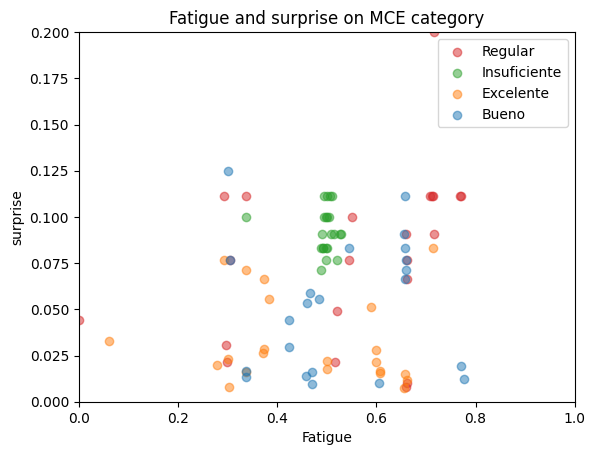 Fatigue and surprise on MCE category
0.200
0.175
0.150
0.125
0.100
0.075
0.050
0.025
0.000
surprise
Regular
Insuficiente
Excelente
Bueno
0.0 0.2 0.4 0.6 0.8 1.0
Fatigue